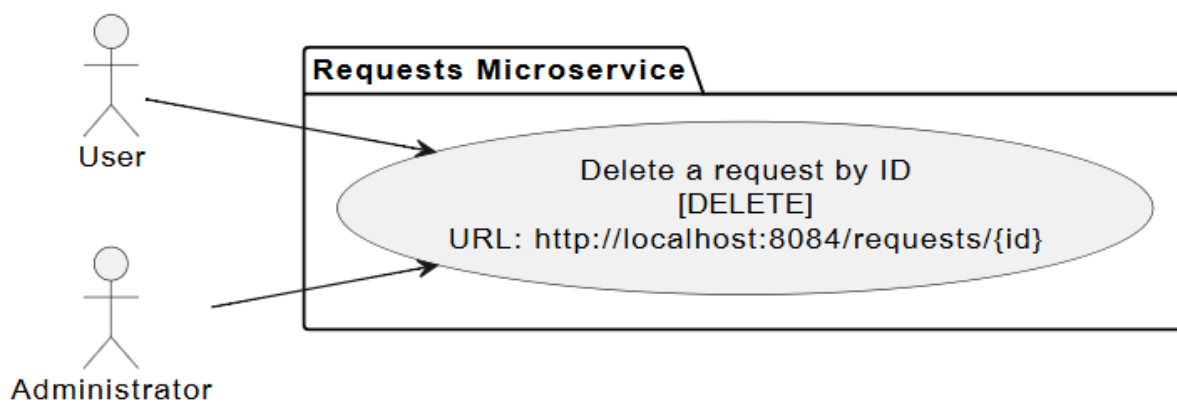 Requests Microservice
User
Delete a request by ID
[DELETE]
URL: http://localhost:8084/requests/{id}
Administrator